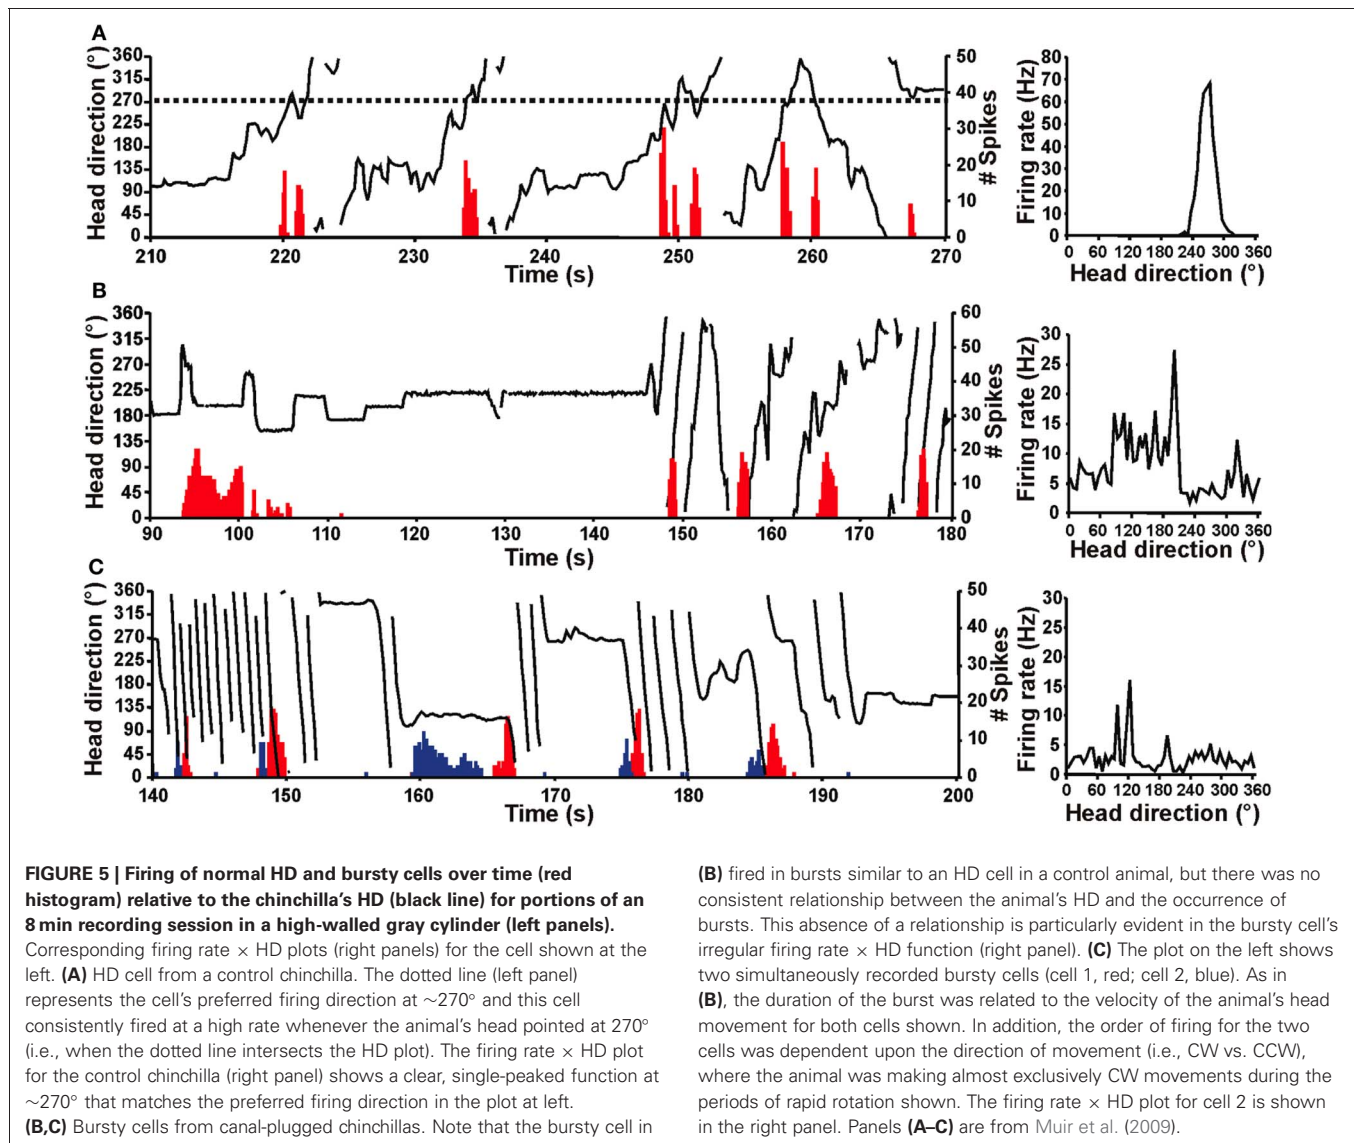 A
360
315
270
225
180
135
90
45
0
Head direction (°)
50
40
30
20
10
0
# Spikes
210 220 230 240 250 260 270
Time (s)
80
70
60
50
40
30
20
10
0
Firing rate (Hz)
0 60 120 180 240 300 360
Head direction (°)
B
360
315
270
225
180
135
90
45
0
Head direction (°)
60
50
40
30
20
10
0
# Spikes
90 100 110 120 130 140 150 160 170 180
Time (s)
30
25
20
15
10
5
0
Firing rate (Hz)
0 60 120 180 240 300 360
Head direction (°)
C
360
315
270
225
180
135
90
45
0
Head direction (°)
50
40
30
20
10
0
# Spikes
140 150 160 170 180 190 200
Time (s)
30
25
20
15
10
5
0
Firing rate (Hz)
0 60 120 180 240 300 360
Head direction (°)
FIGURE 5 | Firing of normal HD and bursty cells over time (red
histogram) relative to the chinchilla's HD (black line) for portions of an
8 min recording session in a high-walled gray cylinder (left panels).
Corresponding firing rate × HD plots (right panels) for the cell shown at the
left. (A) HD cell from a control chinchilla. The dotted line (left panel)
represents the cell's preferred firing direction at ∼270° and this cell
consistently fired at a high rate whenever the animal's head pointed at 270°
(i.e., when the dotted line intersects the HD plot). The firing rate × HD plot
for the control chinchilla (right panel) shows a clear, single-peaked function at
∼270° that matches the preferred firing direction in the plot at left.
(B,C) Bursty cells from canal-plugged chinchillas. Note that the bursty cell in
(B) fired in bursts similar to an HD cell in a control animal, but there was no
consistent relationship between the animal's HD and the occurrence of
bursts. This absence of a relationship is particularly evident in the bursty cell's
irregular firing rate × HD function (right panel). (C) The plot on the left shows
two simultaneously recorded bursty cells (cell 1, red; cell 2, blue). As in
(B), the duration of the burst was related to the velocity of the animal's head
movement for both cells shown. In addition, the order of firing for the two
cells was dependent upon the direction of movement (i.e., CW vs. CCW),
where the animal was making almost exclusively CW movements during the
periods of rapid rotation shown. The firing rate × HD plot for cell 2 is shown
in the right panel. Panels (A–C) are from Muir et al. (2009).